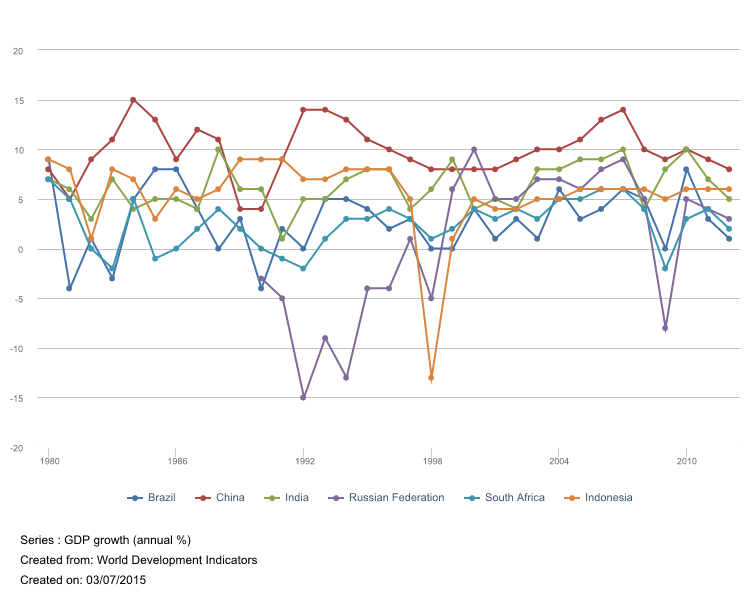 20
15
10
5
0
-5
-10
-15
-20
1980 1986 1992 1998 2004 2010
Brazil China India Russian Federation South Africa Indonesia
Series : GDP growth (annual %)
Created from: World Development Indicators
Created on: 03/07/2015